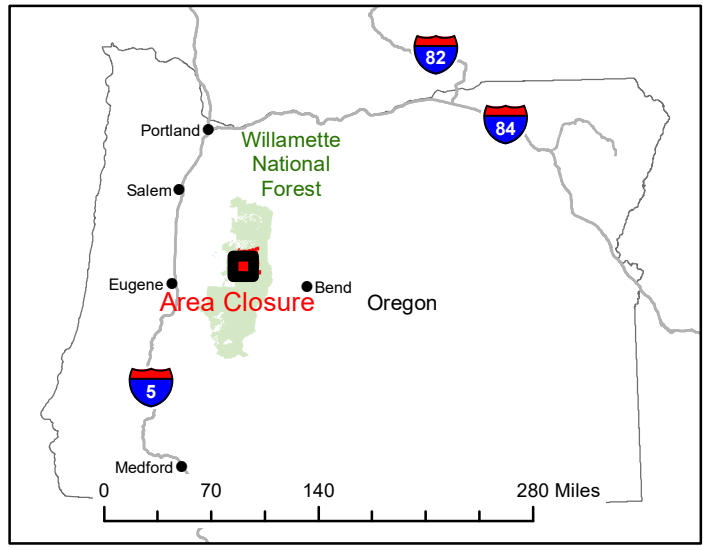 82
84
Portland
Willamette
National
Forest
Salem
Eugene
Area Closure
Bend
Oregon
5
Medford
0 70 140 280 Miles